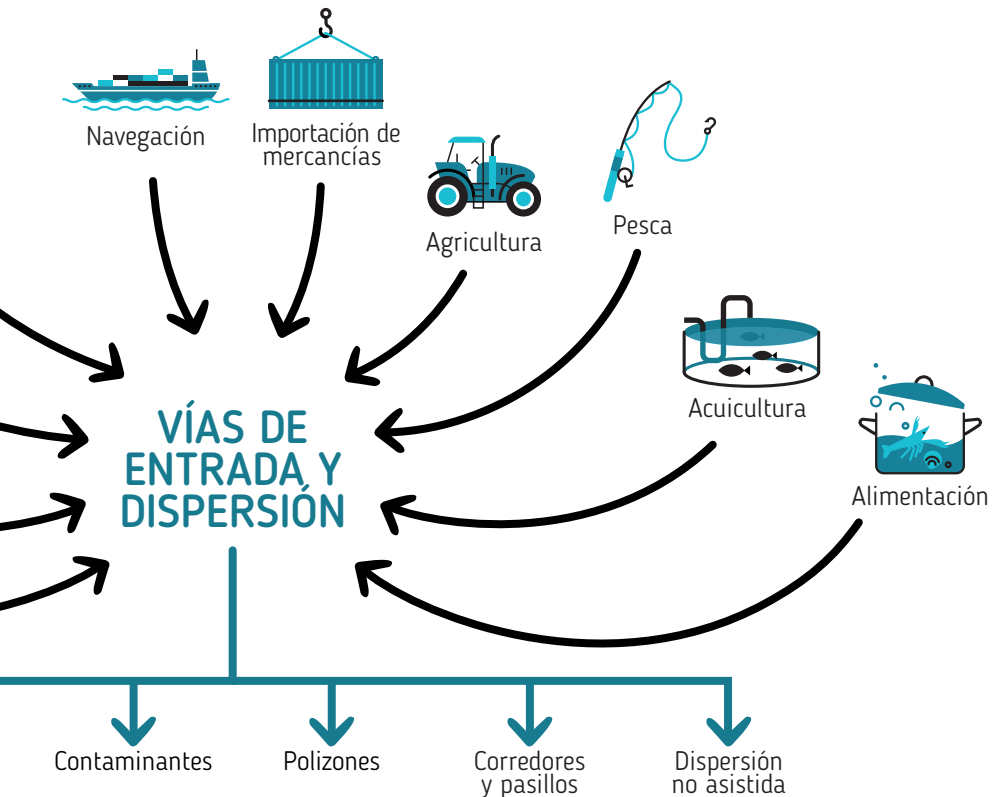 Navegación
Importación de
mercancías
Agricultura
Pesca
Acuicultura
Alimentación
VÍAS DE
ENTRADA Y
DISPERSIÓN
Contaminantes
Polizones
Corredores
y pasillos
Dispersión
no asistida